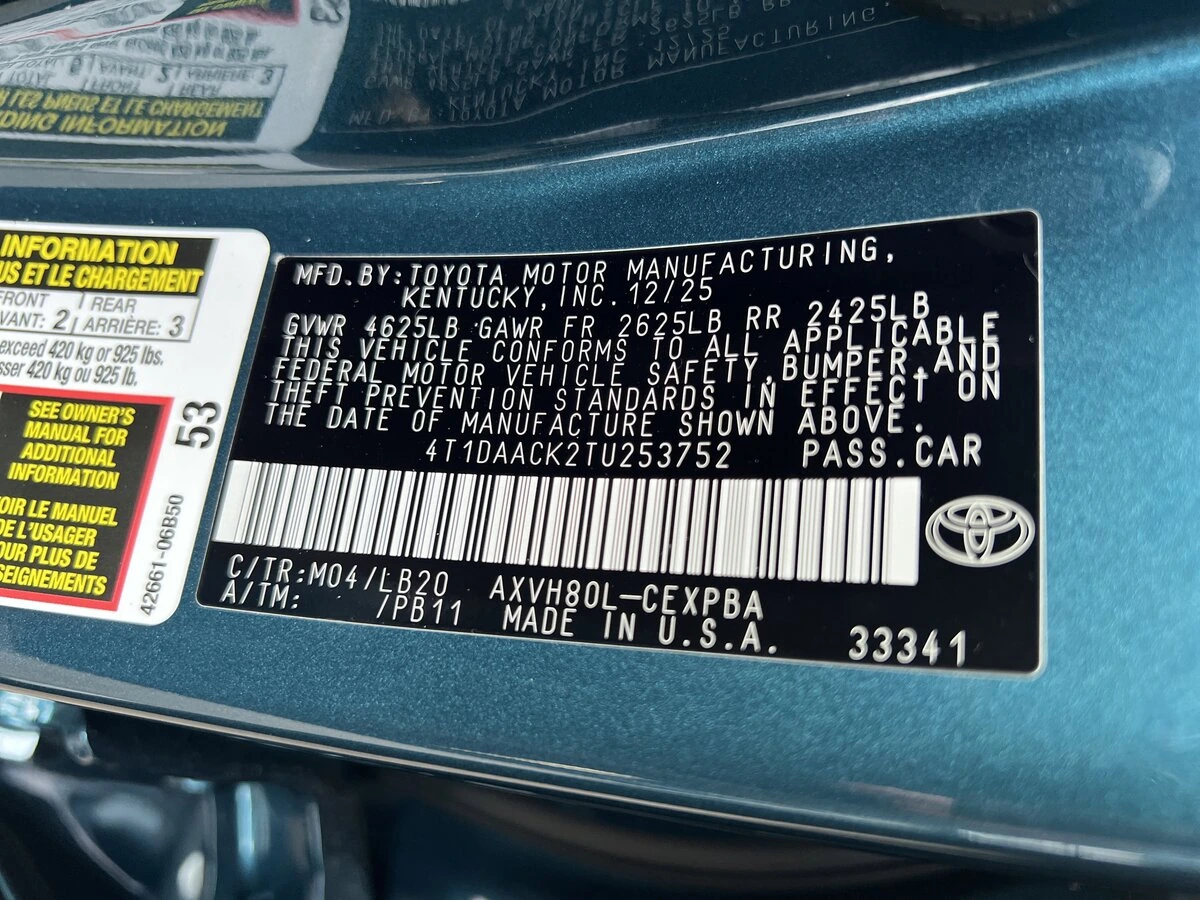 INFORMATION
US ET LE CHARGEMENT
FRONT REAR
VANT: 2 ARRIÈRE: 3
exceed 420 kg or 925 lbs.
sser 420 kg ou 925 lb.
SEE OWNER'S
MANUAL FOR
ADDITIONAL
INFORMATION
OIR LE MANUEL
DE L'USAGER
OUR PLUS DE
SEIGNEMENTS
53
42661-06B50
MFD.BY:TOYOTA MOTOR MANUFACTURING,
KENTUCKY, INC. 12/25
GVWR 4625LB GAWR FR 2625LB RR 2425LB
THIS VEHICLE CONFORMS TO ALL APPLICABLE
FEDERAL MOTOR VEHICLE SAFETY, BUMPER, AND
THEFT PREVENTION STANDARDS IN EFFECT ON
THE DATE OF MANUFACTURE SHOWN ABOVE.
4T1DAACK2TU253752 PASS.CAR
C/TR:M04/LB20 AXVH80L-CEXPBA
A/TM: /PB11 MADE IN U.S.A. 33341